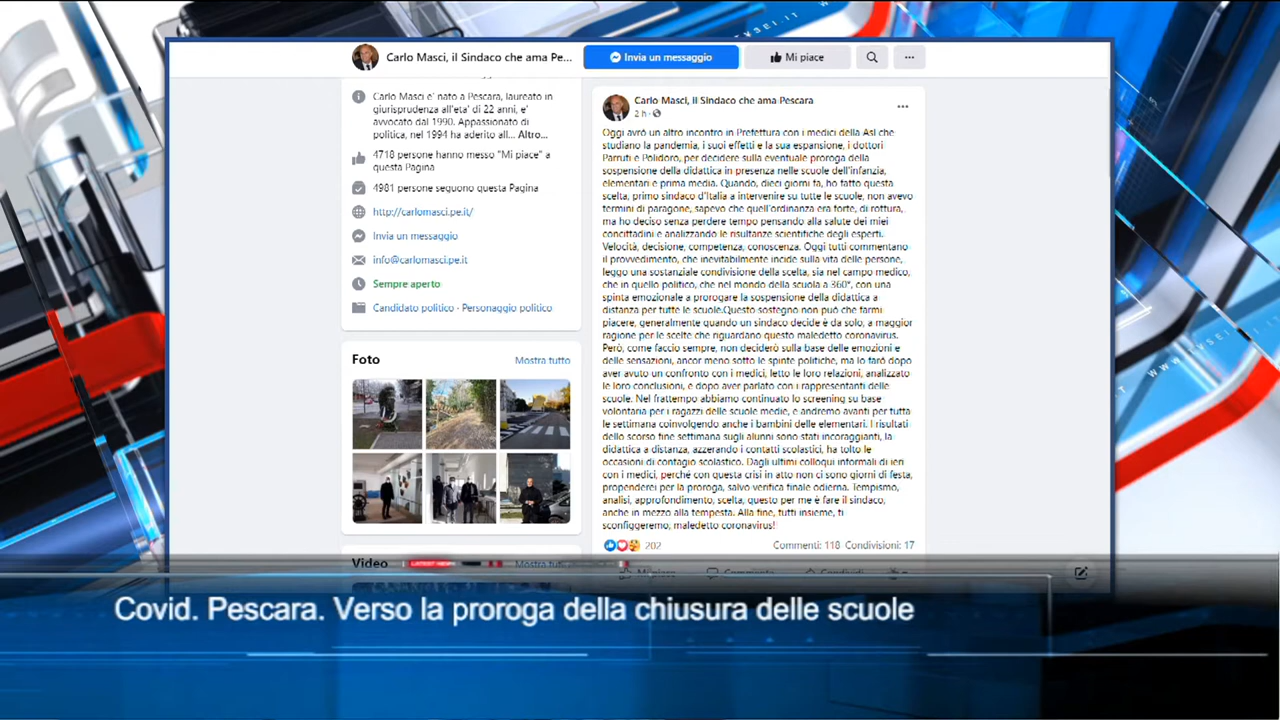 Carlo Masci, il Sindaco che ama Pe...
Invia un messaggio
Mi piace
Carlo Masci e' nato a Pescara, laureato in
giurisprudenza all'eta' di 22 anni, e'
avvocato dal 1990. Appassionato di
politica, nel 1994 ha aderito all... Altro...
4718 persone hanno messo "Mi piace" a
questa Pagina
4981 persone seguono questa Pagina
http://carlomasci.pe.it/
Invia un messaggio
info@carlomasci.pe.it
Sempre aperto
Candidato politico · Personaggio politico
Foto
Mostra tutto
Video
Mostra tutto
Carlo Masci, il Sindaco che ama Pescara
2 h ·
Oggi avrò un altro incontro in Prefettura con i medici della Asl che
studiano la pandemia, i suoi effetti e la sua espansione, i dottori
Parruti e Polidoro, per decidere sulla eventuale proroga della
sospensione della didattica in presenza nelle scuole dell'infanzia,
elementari e prima media. Quando, dieci giorni fa, ho fatto questa
scelta, primo sindaco d'Italia a intervenire su tutte le scuole, non avevo
termini di paragone, sapevo che quell'ordinanza era forte, di rottura,
ma ho deciso senza perdere tempo pensando alla salute dei miei
concittadini e analizzando le risultanze scientifiche degli esperti.
Velocità, decisione, competenza, conoscenza. Oggi tutti commentano
il provvedimento, che inevitabilmente incide sulla vita delle persone,
leggo una sostanziale condivisione della scelta, sia nel campo medico,
che in quello politico, che nel mondo della scuola a 360°, con una
spinta emozionale a prorogare la sospensione della didattica a
distanza per tutte le scuole.Questo sostegno non può che farmi
piacere, generalmente quando un sindaco decide è da solo, a maggior
ragione per le scelte che riguardano questo maledetto coronavirus.
Però, come faccio sempre, non deciderò sulla base delle emozioni e
delle sensazioni, ancor meno sotto le spinte politiche, ma lo farò dopo
aver avuto un confronto con i medici, letto le loro relazioni, analizzato
le loro conclusioni, e dopo aver parlato con i rappresentanti delle
scuole. Nel frattempo abbiamo continuato lo screening su base
volontaria per i ragazzi delle scuole medie, e andremo avanti per tutta
le settimana coinvolgendo anche i bambini delle elementari. I risultati
dello scorso fine settimana sugli alunni sono stati incoraggianti, la
didattica a distanza, azzerando i contatti scolastici, ha tolto le
occasioni di contagio scolastico. Dagli ultimi colloqui informali di ieri
con i medici, perché con questa crisi in atto non ci sono giorni di festa,
propenderei per la proroga, salvo verifica finale odierna. Tempismo,
analisi, approfondimento, scelta, questo per me è fare il sindaco,
anche in mezzo alla tempesta. Alla fine, tutti insieme, ti
sconfiggeremo, maledetto coronavirus!
202
Commenti: 118 Condivisioni: 17
Mi piace Commenta Condividi
LATEST NEWS
Covid. Pescara. Verso la proroga della chiusura delle scuole